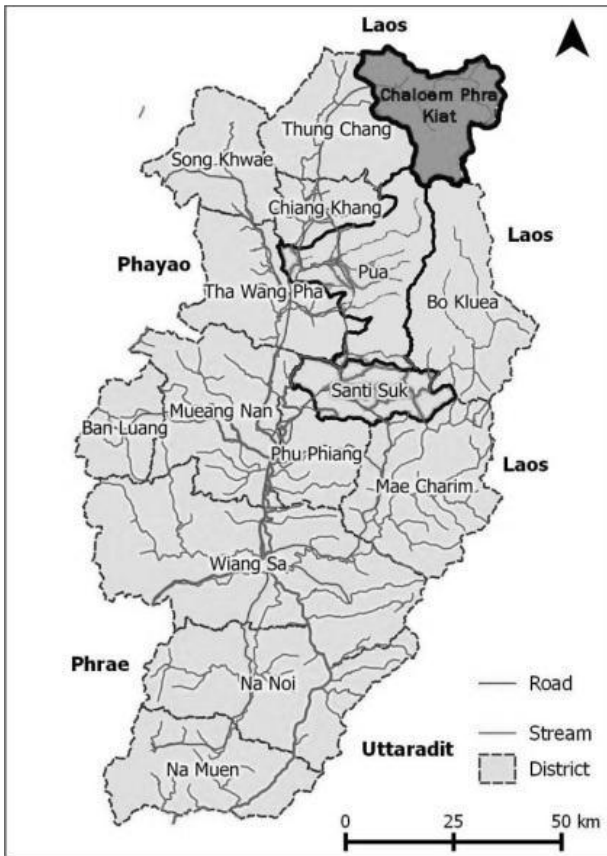 Laos
Chaloem Phra
Kiat
Thung Chang
Song Khwae
Chiang Khang
Laos
Phayao
Pua
Tha Wang Pha
Bo Kluea
Santi Suk
Mueang Nan
Ban Luang
Phu Phiang
Laos
Mae Charim
Wiang Sa
Phrae
Na Noi
Road
Stream
Uttaradit
District
Na Muen
0 25 50 km